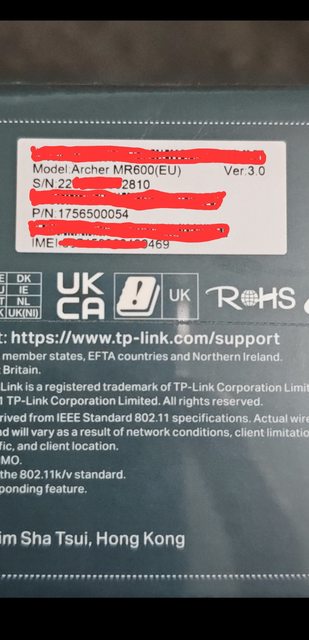 Model:Archer MR600(EU) Ver:3.0
S/N:22 2810
P/N:1756500054
IMEI 469
DK
IE
NL
UK(NI)
UK
CA
UK
RoHS
t: https://www.tp-link.com/support
member states, EFTA countries and Northern Ireland.
Britain.
Link is a registered trademark of TP-Link Corporation Limit
1 TP-Link Corporation Limited. All rights reserved.
erived from IEEE Standard 802.11 specifications. Actual wire
nd will vary as a result of network conditions, client limitatio
fic, and client location.
MO.
the 802.11k/v standard.
ponding feature.
im Sha Tsui, Hong Kong